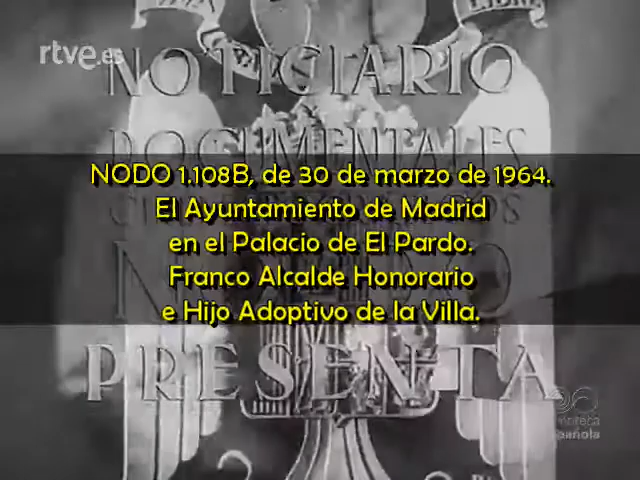 rtve.es
NOTICIARIO
DOCUMENTALES
NODO 1.108B, de 30 de marzo de 1964.
El Ayuntamiento de Madrid
en el Palacio de El Pardo.
Franco Alcalde Honorario
e Hijo Adoptivo de la Villa.
PRESENTA
española